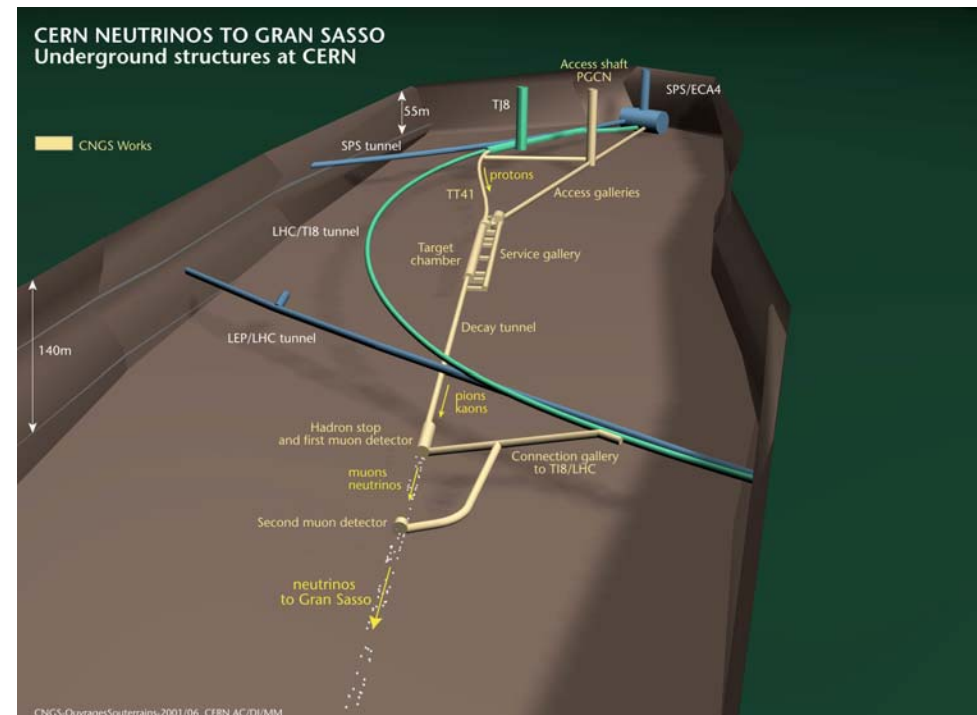 CERN NEUTRINOS TO GRAN SASSO
Underground structures at CERN
Access shaft
PGCN
SPS/ECA4
TJ8
55m
CNGS Works
SPS tunnel
protons
TT41
Access galleries
LHC/TI8 tunnel
Target
chamber
Service gallery
Decay tunnel
LEP/LHC tunnel
140m
pions
kaons
Hadron stop
and first muon detector
Connection gallery
to TI8/LHC
muons
neutrinos
Second muon detector
neutrinos
to Gran Sasso
CNGS-OuvragesSouterrains-2001/06 CERN AC/DI/MM